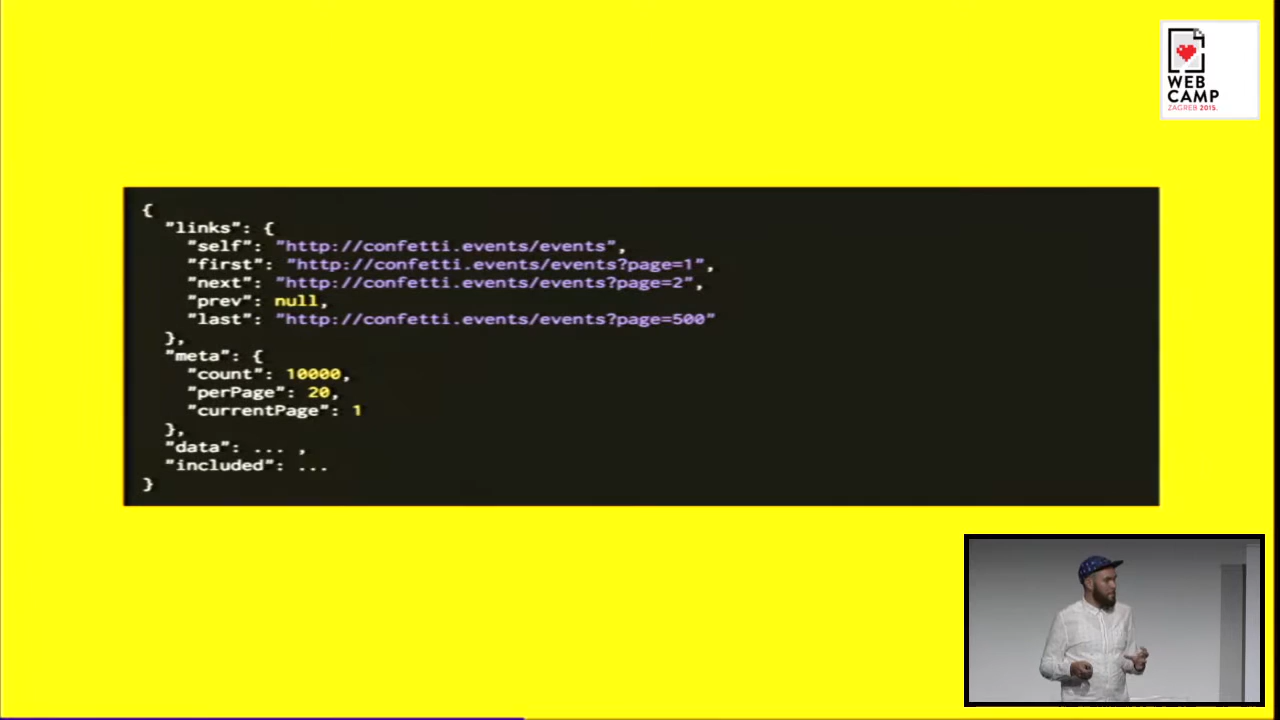 WEB
CAMP
ZAGREB 2015.
{
"links": {
"self": "http://confetti.events/events",
"first": "http://confetti.events/events?page=1",
"next": "http://confetti.events/events?page=2",
"prev": null,
"last": "http://confetti.events/events?page=500"
},
"meta": {
"count": 10000,
"perPage": 20,
"currentPage": 1
},
"data": ... ,
"included": ...
}